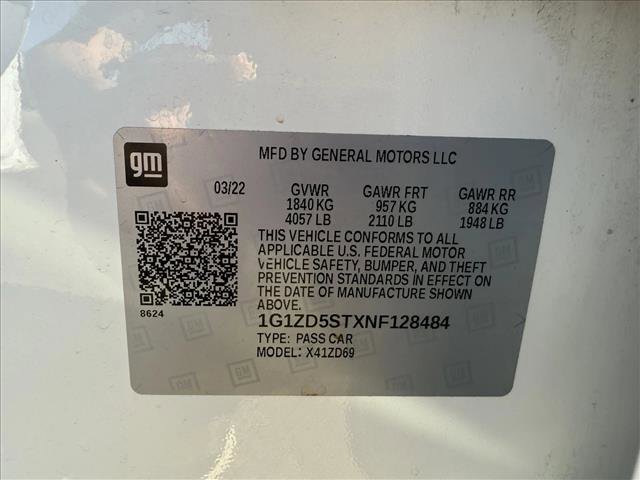 gm
MFD BY GENERAL MOTORS LLC
03/22 GVWR GAWR FRT GAWR RR
1840 KG 957 KG 884 KG
4057 LB 2110 LB 1948 LB
THIS VEHICLE CONFORMS TO ALL
APPLICABLE U.S. FEDERAL MOTOR
VEHICLE SAFETY, BUMPER, AND THEFT
PREVENTION STANDARDS IN EFFECT ON
THE DATE OF MANUFACTURE SHOWN
ABOVE.
8624
1G1ZD5STXNF128484
TYPE: PASS CAR
MODEL: X41ZD69